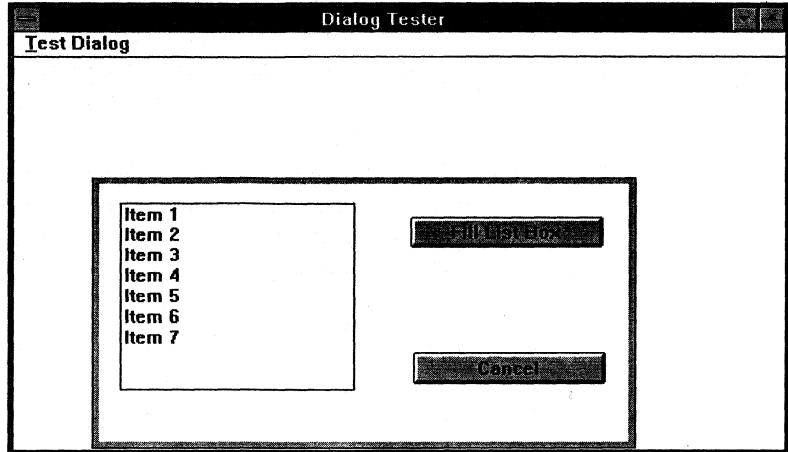 Dialog Tester
Test Dialog
Item 1
Item 2
Item 3
Item 4
Item 5
Item 6
Item 7
Fill List Box
Cancel